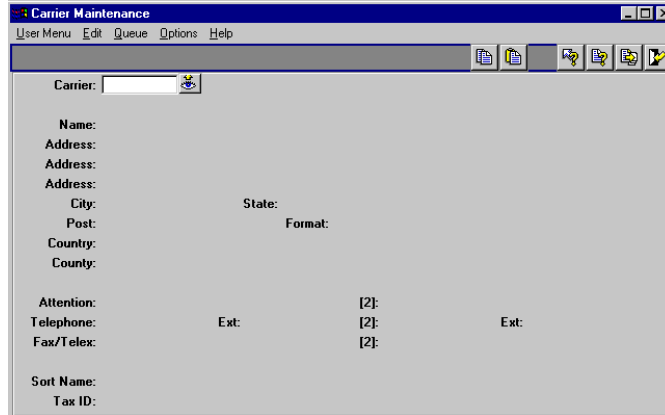 Carrier Maintenance
User Menu Edit Queue Options Help
Carrier:
Name:
Address:
Address:
Address:
City: State:
Post: Format:
Country:
County:
Attention: [2]:
Telephone: Ext: [2]: Ext:
Fax/Telex: [2]:
Sort Name:
Tax ID: